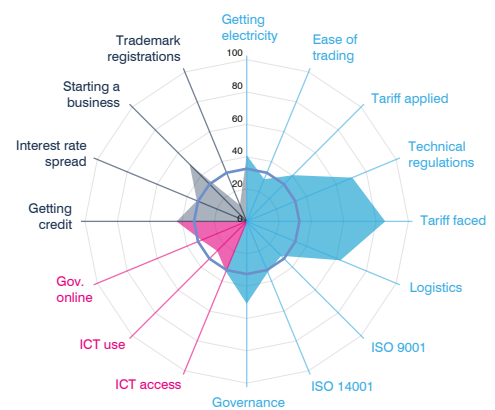 Getting
electricity
Trademark
registrations
Ease of
trading
100
80
60
40
20
0
Starting a
business
Tariff applied
Interest rate
spread
Technical
regulations
Getting
credit
Tariff faced
Gov.
online
Logistics
ICT use
ISO 9001
ICT access
ISO 14001
Governance